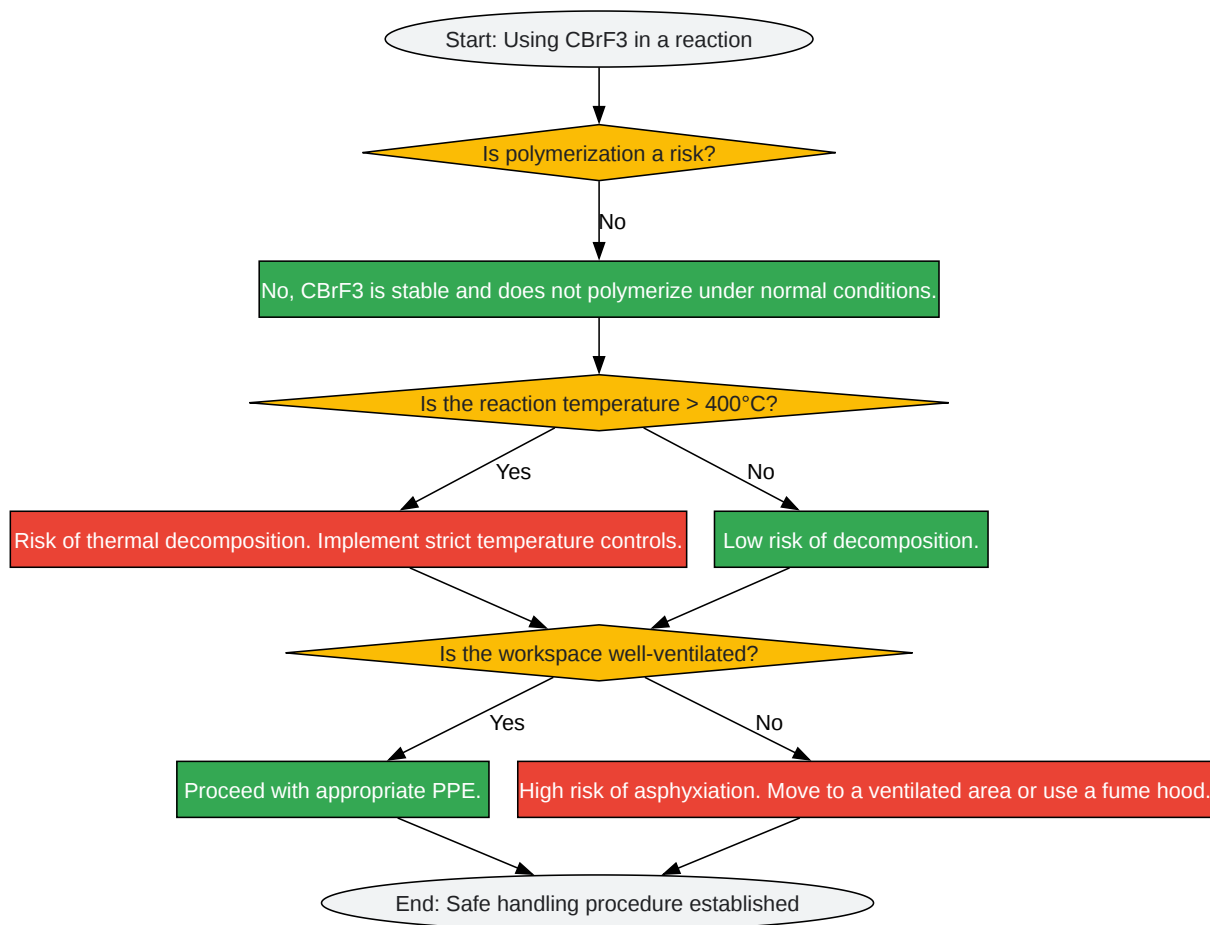 Start: Using CBrF3 in a reaction
Is polymerization a risk?
No
No, CBrF3 is stable and does not polymerize under normal conditions.
Is the reaction temperature > 400°C?
Yes
No
Risk of thermal decomposition. Implement strict temperature controls.
Low risk of decomposition.
Is the workspace well-ventilated?
Yes
No
Proceed with appropriate PPE.
High risk of asphyxiation. Move to a ventilated area or use a fume hood.
End: Safe handling procedure established